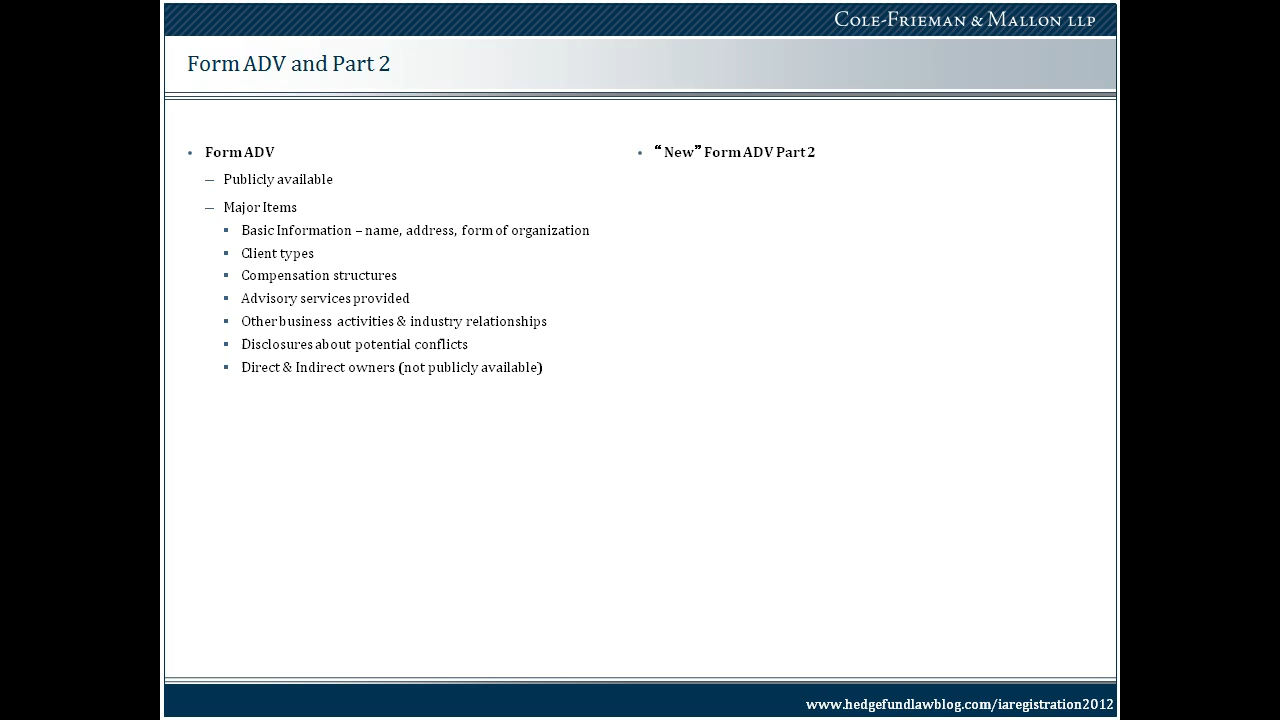 COLE-FRIEMAN & MALLON LLP
Form ADV and Part 2
• Form ADV
– Publicly available
– Major Items
▪ Basic Information – name, address, form of organization
▪ Client types
▪ Compensation structures
▪ Advisory services provided
▪ Other business activities & industry relationships
▪ Disclosures about potential conflicts
▪ Direct & Indirect owners (not publicly available)
• “New” Form ADV Part 2
www.hedgefundlawblog.com/iaregistration2012